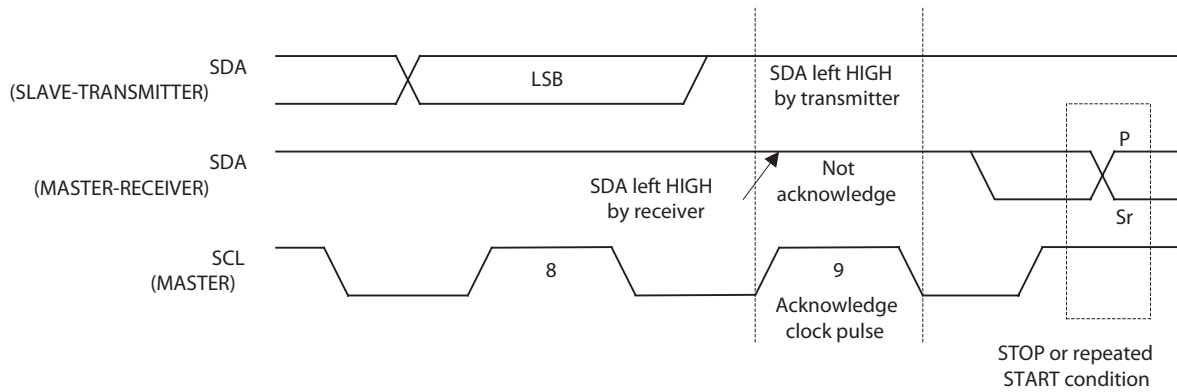 SDA
(SLAVE-TRANSMITTER)
LSB
SDA left HIGH
by transmitter
SDA
(MASTER-RECEIVER)
SDA left HIGH
by receiver
Not
acknowledge
P
Sr
SCL
(MASTER)
8
9
Acknowledge
clock pulse
STOP or repeated
START condition